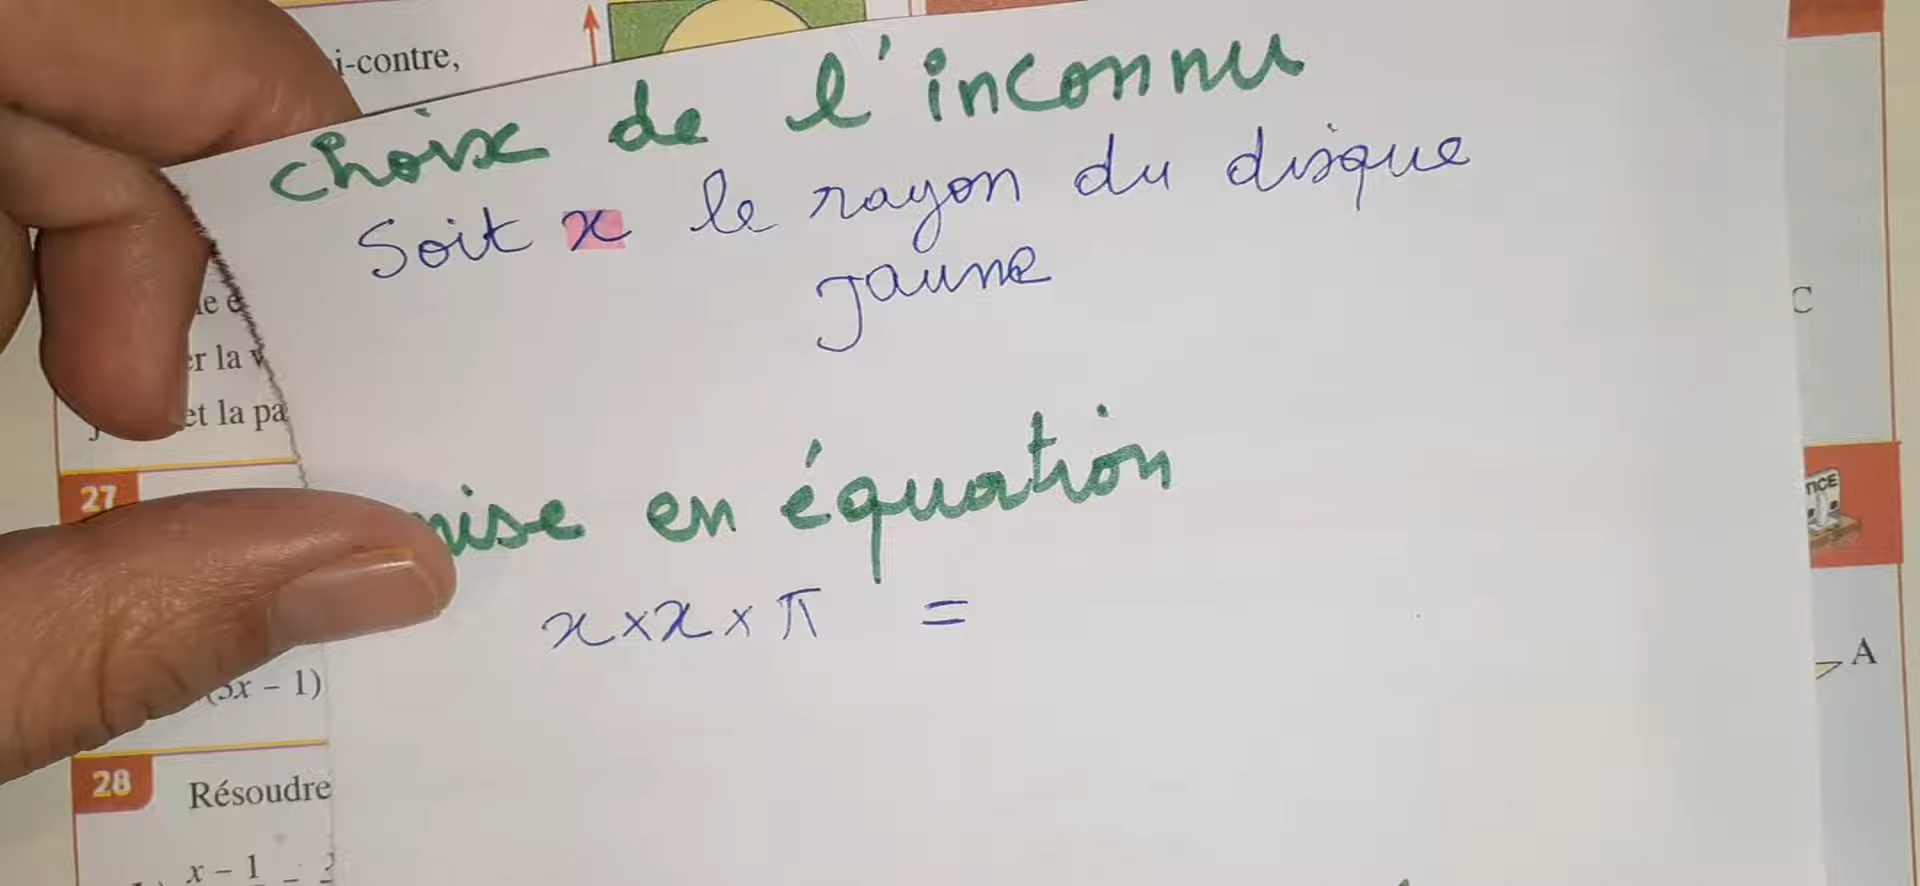 i-contre,
choix de l'inconnu
Soit x le rayon du disque
Jaune
er la
et la pa
C
27
mise en équation
x × x × π =
A
(3x – 1)
28 Résoudre
x – 1